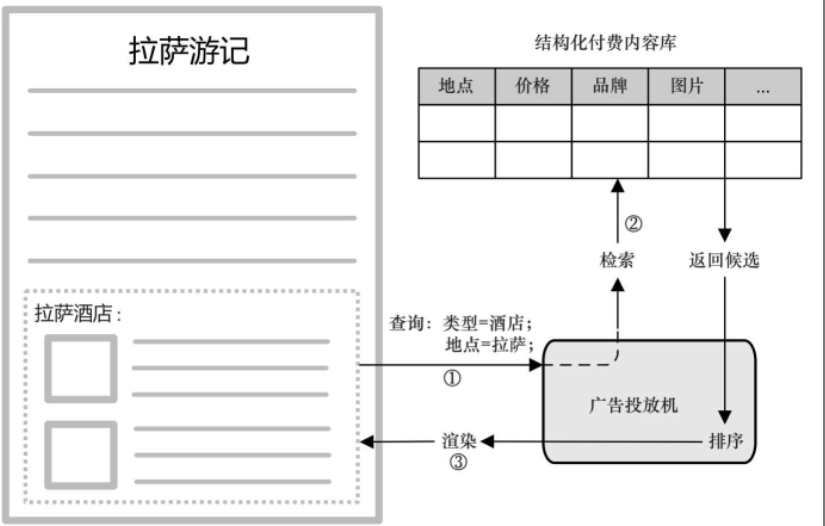 拉萨游记
拉萨酒店：
结构化付费内容库
地点 价格 品牌 图片 ...
②
检索 返回候选
查询：类型=酒店；
地点=拉萨；
①
广告投放机
渲染 排序
③